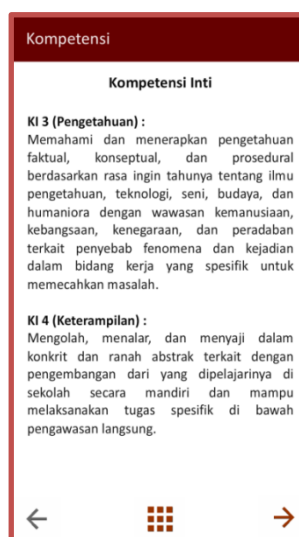 Kompetensi
Kompetensi Inti
KI 3 (Pengetahuan) :
Memahami dan menerapkan pengetahuan
faktual, konseptual, dan prosedural
berdasarkan rasa ingin tahunya tentang ilmu
pengetahuan, teknologi, seni, budaya, dan
humaniora dengan wawasan kemanusiaan,
kebangsaan, kenegaraan, dan peradaban
terkait penyebab fenomena dan kejadian
dalam bidang kerja yang spesifik untuk
memecahkan masalah.
KI 4 (Keterampilan) :
Mengolah, menalar, dan menyaji dalam
konkrit dan ranah abstrak terkait dengan
pengembangan dari yang dipelajarinya di
sekolah secara mandiri dan mampu
melaksanakan tugas spesifik di bawah
pengawasan langsung.